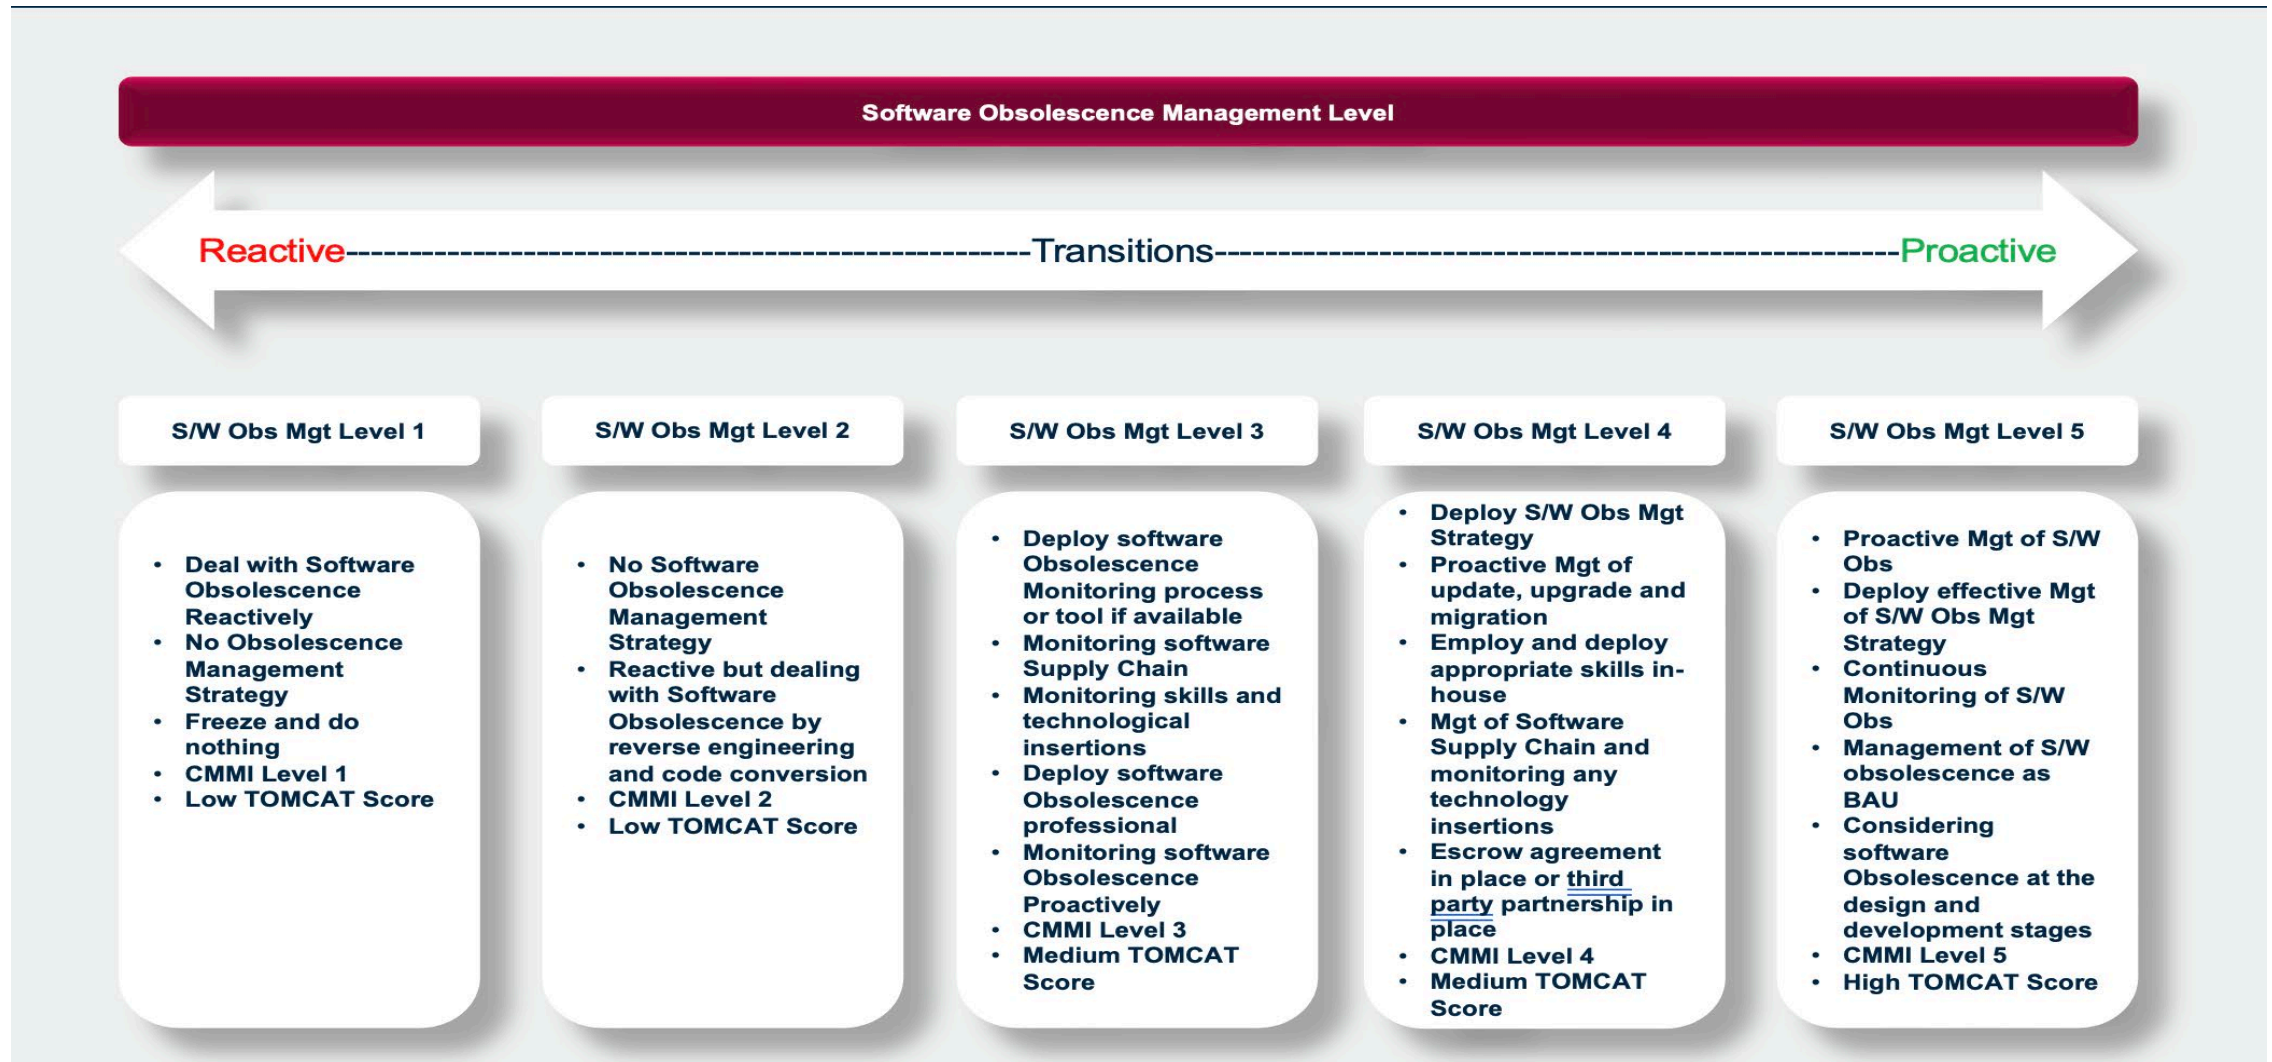 Software Obsolescence Management Level
Reactive-----------------------------------------------------Transitions-----------------------------------------------------Proactive
S/W Obs Mgt Level 1
• Deal with Software
Obsolescence
Reactively
• No Obsolescence
Management
Strategy
• Freeze and do
nothing
• CMMI Level 1
• Low TOMCAT Score
S/W Obs Mgt Level 2
• No Software
Obsolescence
Management
Strategy
• Reactive but dealing
with Software
Obsolescence by
reverse engineering
and code conversion
• CMMI Level 2
• Low TOMCAT Score
S/W Obs Mgt Level 3
• Deploy software
Obsolescence
Monitoring process
or tool if available
• Monitoring software
Supply Chain
• Monitoring skills and
technological
insertions
• Deploy software
Obsolescence
professional
• Monitoring software
Obsolescence
Proactively
• CMMI Level 3
• Medium TOMCAT
Score
S/W Obs Mgt Level 4
• Deploy S/W Obs Mgt
Strategy
• Proactive Mgt of
update, upgrade and
migration
• Employ and deploy
appropriate skills in-
house
• Mgt of Software
Supply Chain and
monitoring any
technology
insertions
• Escrow agreement
in place or third
party partnership in
place
• CMMI Level 4
• Medium TOMCAT
Score
S/W Obs Mgt Level 5
• Proactive Mgt of S/W
Obs
• Deploy effective Mgt
of S/W Obs Mgt
Strategy
• Continuous
Monitoring of S/W
Obs
• Management of S/W
obsolescence as
BAU
• Considering
software
Obsolescence at the
design and
development stages
• CMMI Level 5
• High TOMCAT Score